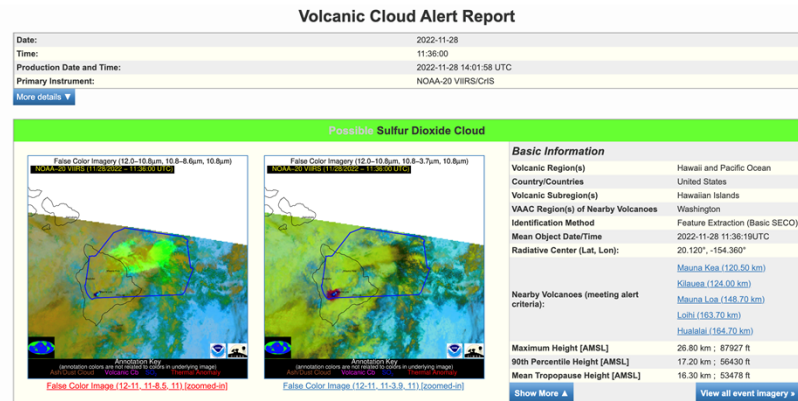 Volcanic Cloud Alert Report
Date: 2022-11-28
Time: 11:36:00
Production Date and Time: 2022-11-28 14:01:58 UTC
Primary Instrument: NOAA-20 VIIRS/CrIS
More details ▼
Possible Sulfur Dioxide Cloud
False Color Imagery (12.0-10.8µm, 10.8-8.6µm, 10.8µm)
NOAA-20 VIIRS (11/28/2022 - 11:36:00 UTC)
Annotation Key
(annotation colors are not related to colors in underlying image)
Ash/Dust Cloud Volcanic Cb SO₂ Thermal Anomaly
False Color Image (12-11, 11-8.5, 11) [zoomed-in]
False Color Imagery (12.0-10.8µm, 10.8-3.7µm, 10.8µm)
NOAA-20 VIIRS (11/28/2022 - 11:36:00 UTC)
Annotation Key
(annotation colors are not related to colors in underlying image)
Ash/Dust Cloud Volcanic Cb SO₂ Thermal Anomaly
False Color Image (12-11, 11-3.9, 11) [zoomed-in]
Basic Information
Volcanic Region(s) Hawaii and Pacific Ocean
Country/Countries United States
Volcanic Subregion(s) Hawaiian Islands
VAAC Region(s) of Nearby Volcanoes Washington
Identification Method Feature Extraction (Basic SECO)
Mean Object Date/Time 2022-11-28 11:36:19UTC
Radiative Center (Lat, Lon): 20.120°, -154.360°
Nearby Volcanoes (meeting alert criteria):
Mauna Kea (120.50 km)
Kilauea (124.00 km)
Mauna Loa (148.70 km)
Loihi (163.70 km)
Hualalai (164.70 km)
Maximum Height [AMSL] 26.80 km ; 87927 ft
90th Percentile Height [AMSL] 17.20 km ; 56430 ft
Mean Tropopause Height [AMSL] 16.30 km ; 53478 ft
Show More ▲
View all event imagery »